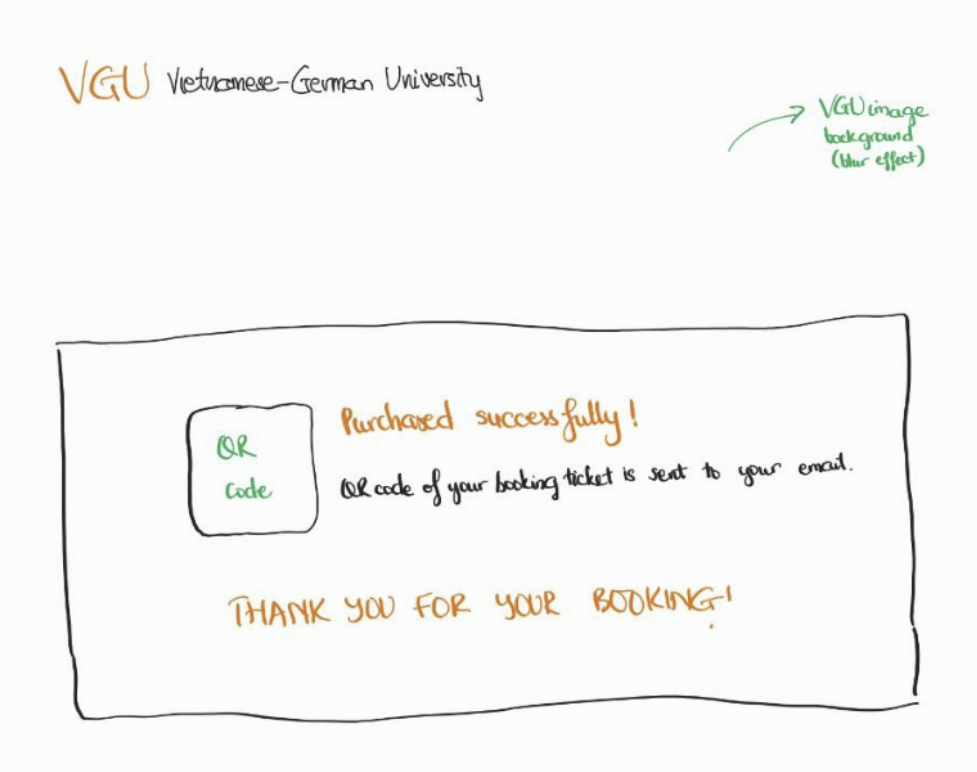 VGU Vietnamese-German University
VGU image
background
(blur effect)
QR
Code
Purchased successfully!
QR code of your booking ticket is sent to your email.
THANK YOU FOR YOUR BOOKING!